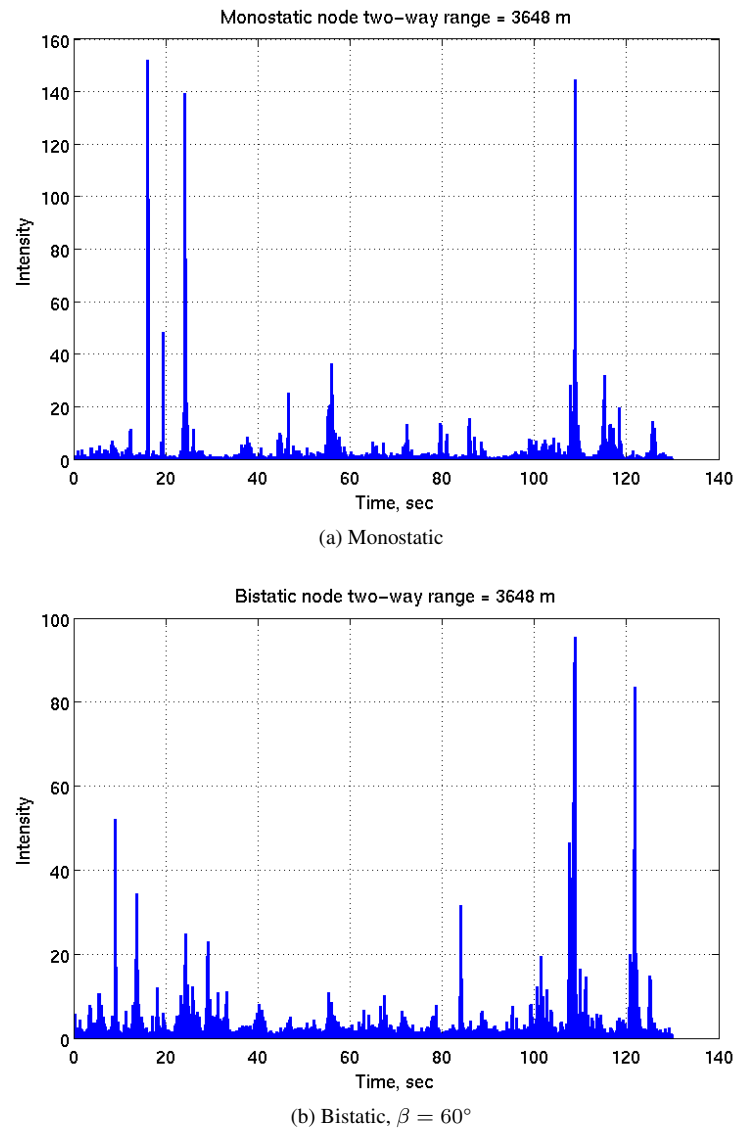 Monostatic node two−way range = 3648 m
160
140
120
100
80
60
40
20
0
Intensity
0 20 40 60 80 100 120 140
Time, sec
(a) Monostatic
Bistatic node two−way range = 3648 m
100
80
60
40
20
0
Intensity
0 20 40 60 80 100 120 140
Time, sec
(b) Bistatic, β = 60°